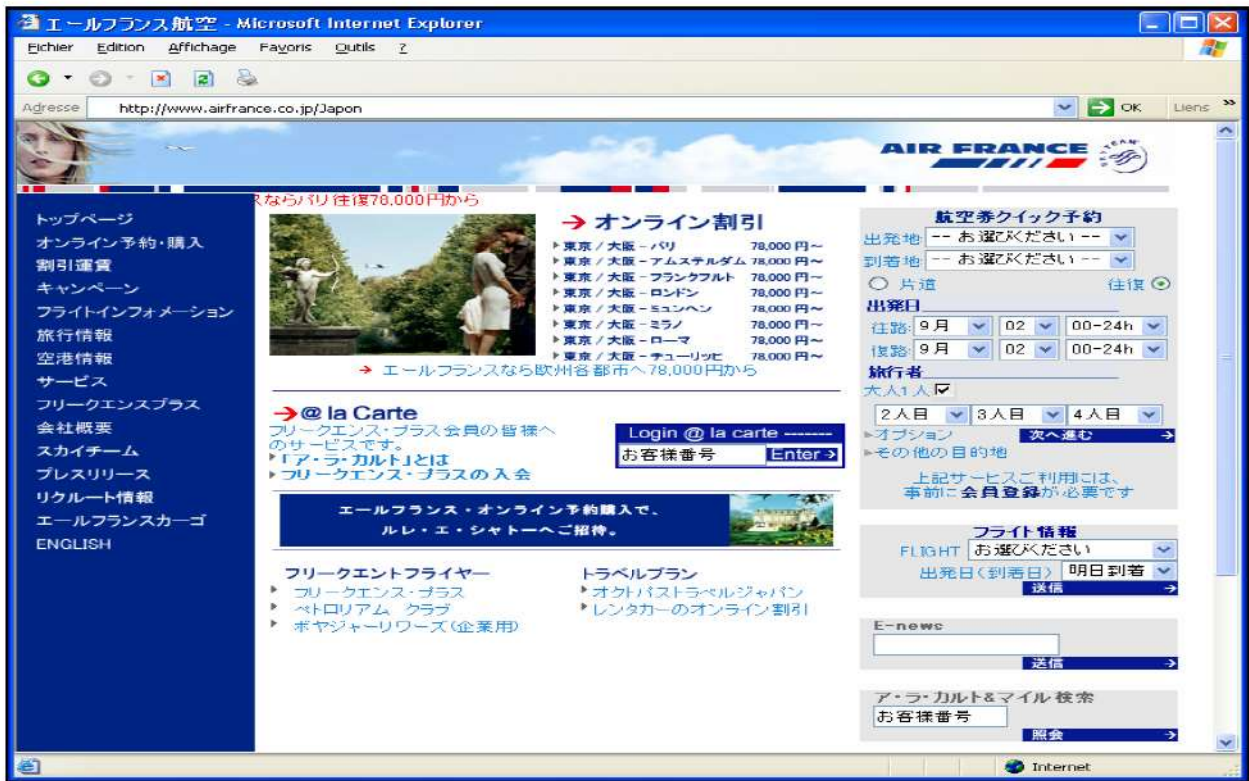 エールフランス航空 - Microsoft Internet Explorer
Fichier Edition Affichage Favoris Outils ?
Adresse http://www.airfrance.co.jp/Japon OK Liens
AIR FRANCE
トップページ
オンライン予約・購入
割引運賃
キャンペーン
フライトインフォメーション
旅行情報
空港情報
サービス
フリークエンスプラス
会社概要
スカイチーム
プレスリリース
リクルート情報
エールフランスカーゴ
ENGLISH
スならパリ往復78,000円から
オンライン割引
東京/大阪-パリ 78,000円~
東京/大阪-アムステルダム 78,000円~
東京/大阪-フランクフルト 78,000円~
東京/大阪-ロンドン 78,000円~
東京/大阪-ミュンヘン 78,000円~
東京/大阪-ミラノ 78,000円~
東京/大阪-ローマ 78,000円~
東京/大阪-チューリッヒ 78,000円~
エールフランスなら欧州各都市へ78,000円から
@ la Carte
フリークエンス・プラス会員の皆様へ
のサービスです。
「ア・ラ・カルト」とは
フリークエンス・プラスの入会
Login @ la carte -------
お客様番号 Enter
エールフランス・オンライン予約購入で、
ルレ・エ・シャトーへご招待。
フリークエントフライヤー
フリークエンス・プラス
ペトロリアム クラブ
ボヤジャーリワーズ(企業用)
トラベルプラン
オクトパストラベルジャパン
レンタカーのオンライン割引
航空券クイック予約
出発地 -- お選びください --
到着地 -- お選びください --
片道 往復
出発日
往路: 9月 02 00-24h
復路: 9月 02 00-24h
旅行者
大人1人
2人目 3人目 4人目
オプション 次へ進む
その他の目的地
上記サービスご利用には、
事前に会員登録が必要です
フライト情報
FLIGHT お選びください
出発日(到着日) 明日到着
送信
E-news
送信
ア・ラ・カルト&マイル検索
お客様番号
照会
Internet